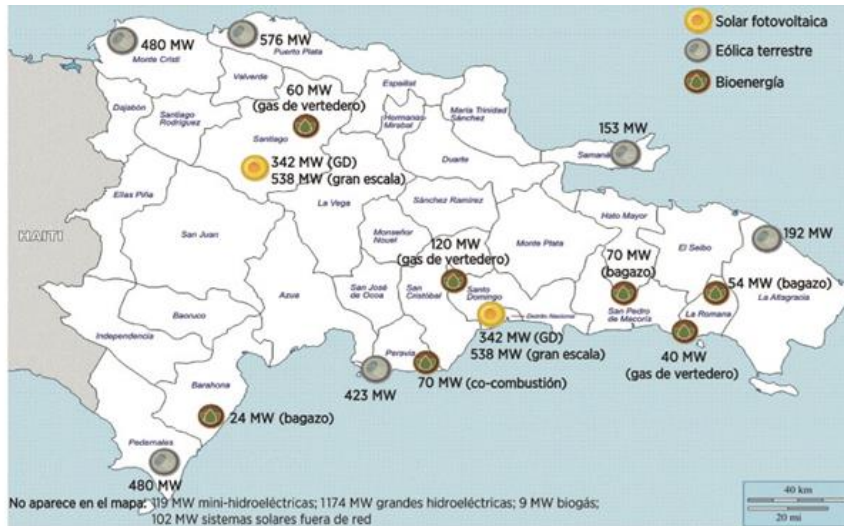 Solar fotovoltaica
Eólica terrestre
Bioenergía
480 MW
Monte Cristi
576 MW
Puerto Plata
Valverde
60 MW
(gas de vertedero)
Espaillat
Dajabón
Santiago
Rodríguez
Hermanas
Mirabal
María Trinidad
Sánchez
153 MW
Santiago
Samaná
342 MW (GD)
538 MW (gran escala)
Duarte
Elías Piña
La Vega
Sánchez Ramírez
HAITI
San Juan
Monseñor
Nouel
Monte Plata
Hato Mayor
El Seibo
192 MW
120 MW
(gas de vertedero)
70 MW
(bagazo)
54 MW (bagazo)
La Altagracia
Azua
San José
de Ocoa
San
Cristóbal
Santo
Domingo
Distrito Nacional
San Pedro
de Macorís
La Romana
Baoruco
Independencia
342 MW (GD)
538 MW (gran escala)
40 MW
(gas de vertedero)
Peravia
423 MW
70 MW (co-combustión)
Barahona
24 MW (bagazo)
Pedernales
480 MW
No aparece en el mapa: 119 MW mini-hidroeléctricas; 1174 MW grandes hidroeléctricas; 9 MW biogás;
102 MW sistemas solares fuera de red
40 km
20 mi